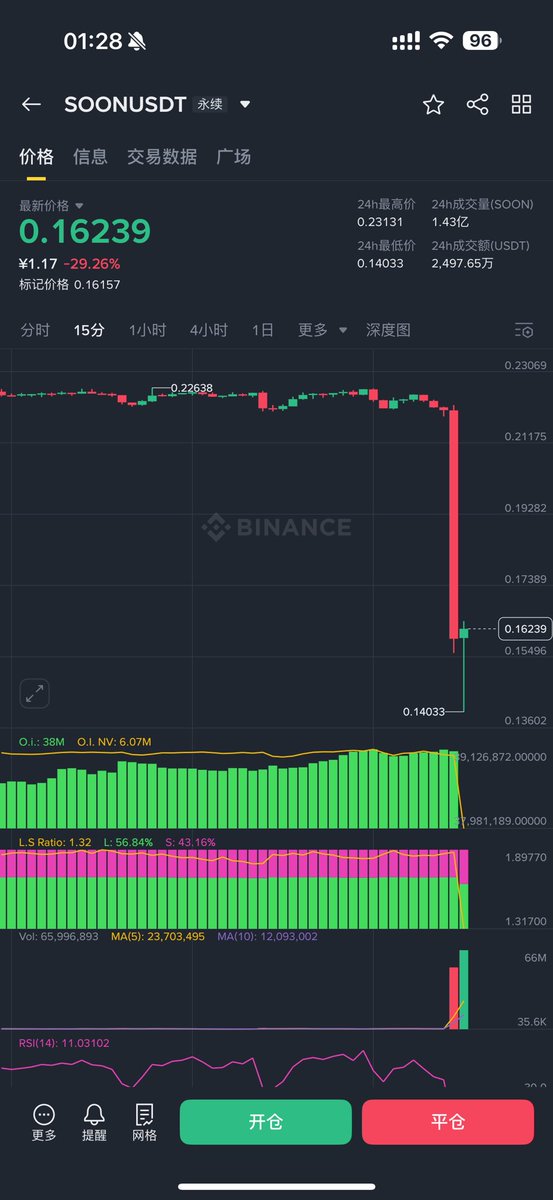 01:28 96
SOONUSDT 永续
价格 信息 交易数据 广场
最新价格 24h最高价 24h成交量(SOON)
0.16239 0.23131 1.43亿
¥1.17 -29.26% 24h最低价 24h成交额(USDT)
标记价格 0.16157 0.14033 2,497.65万
分时 15分 1小时 4小时 1日 更多 深度图
0.23069
0.22638
0.21175
0.19282
BINANCE
0.17389
0.16239
0.15496
0.14033
0.13602
O.i.: 38M O.I. NV: 6.07M
39,126,872.00000
37,981,189.00000
L.S Ratio: 1.32 L: 56.84% S: 43.16%
1.89770
1.31700
Vol: 65,996,893 MA(5): 23,703,495 MA(10): 12,093,002
66M
35.6K
RSI(14): 11.03102
更多 提醒 网格 开仓 平仓